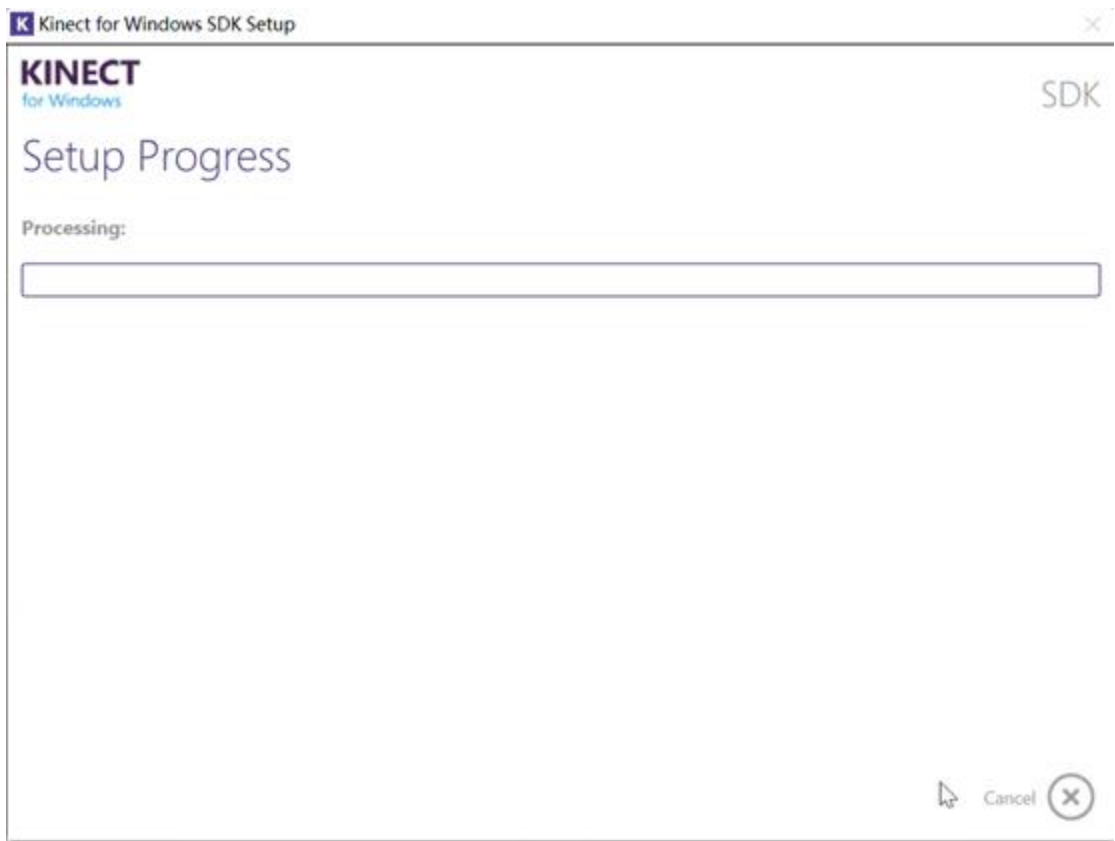 K Kinect for Windows SDK Setup
KINECT
for Windows
SDK
Setup Progress
Processing:
Cancel